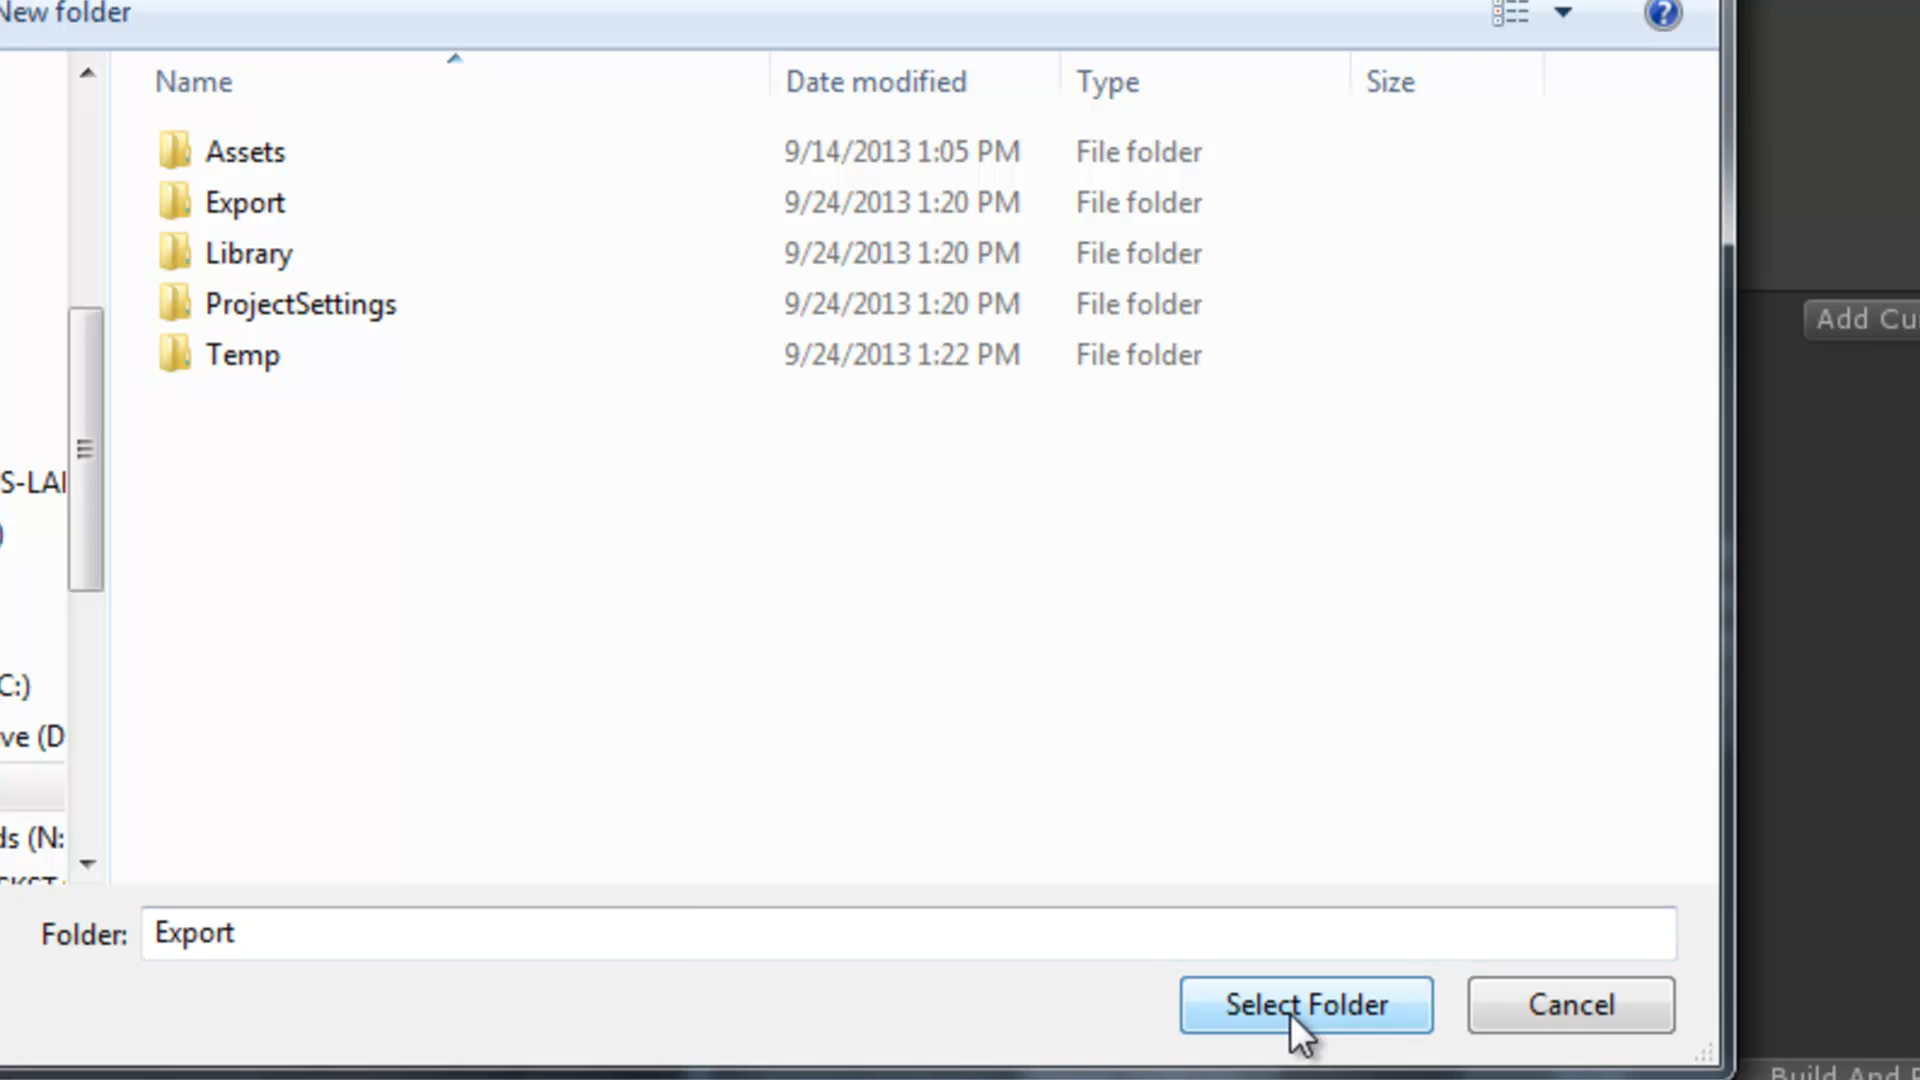 New folder
Name Date modified Type Size
Assets 9/14/2013 1:05 PM File folder
Export 9/24/2013 1:20 PM File folder
Library 9/24/2013 1:20 PM File folder
ProjectSettings 9/24/2013 1:20 PM File folder
Temp 9/24/2013 1:22 PM File folder
Add Cu
S-LA
C:)
ve (D
ds (N:
Folder: Export
Select Folder Cancel
Build And